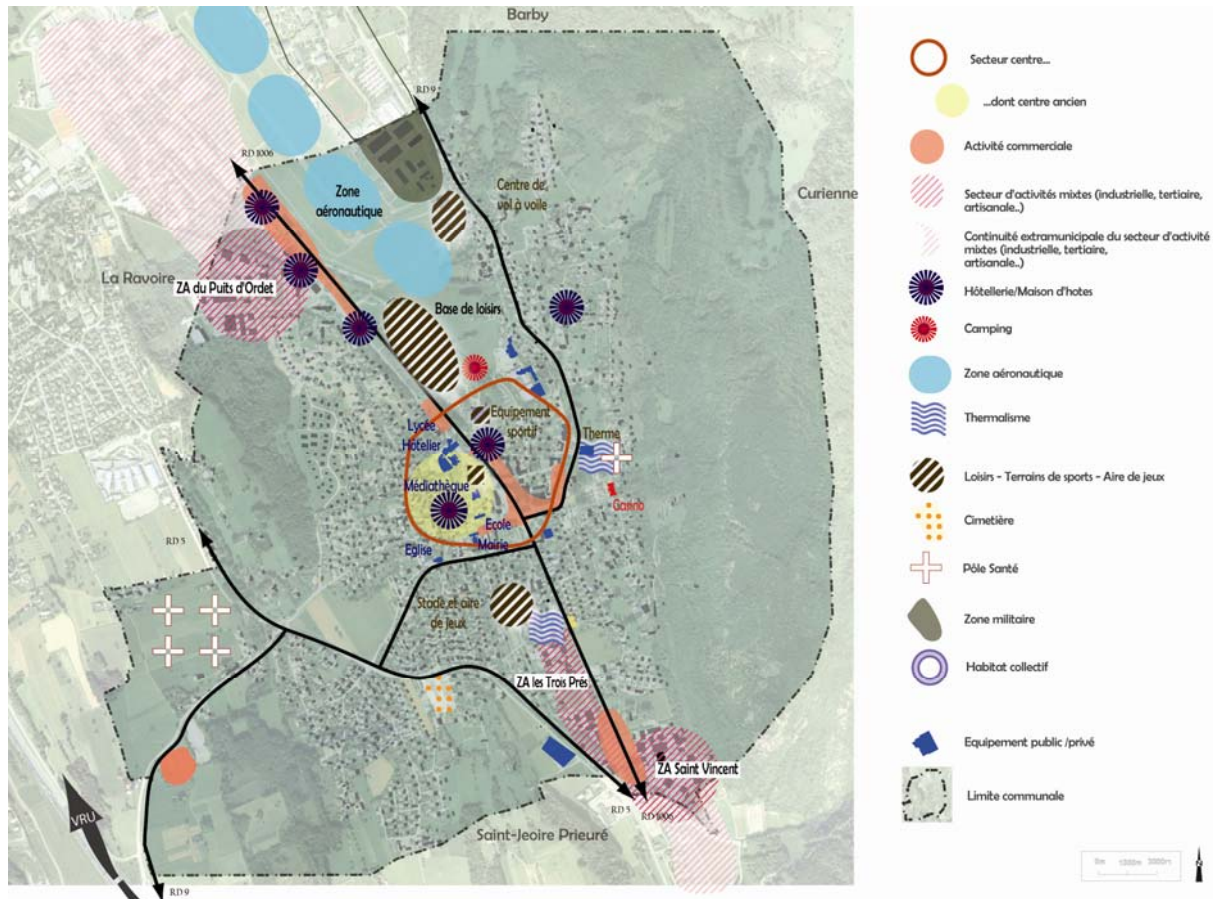 Barby
RD 9
RD 1006
Centre de
vol à voile
Zone
aéronautique
Curienne
La Ravoire
ZA du Puits d'Ordet
Base de loisirs
Equipement
sportif
Lycée
Hôtelier
Therme
Médiathèque
Casino
Ecole
Mairie
Eglise
RD 5
Stade et aire
de jeux
ZA les Trois Prés
ZA Saint Vincent
RD 5
RD 1006
Saint-Jeoire Prieuré
VRU
RD 9
Secteur centre...
...dont centre ancien
Activité commerciale
Secteur d'activités mixtes (industrielle, tertiaire,
artisanale..)
Continuité extramunicipale du secteur d'activité
mixtes (industrielle, tertiaire,
artisanale..)
Hôtellerie/Maison d'hotes
Camping
Zone aéronautique
Thermalisme
Loisirs - Terrains de sports - Aire de jeux
Cimetière
Pôle Santé
Zone militaire
Habitat collectif
Equipement public /privé
Limite communale
0m